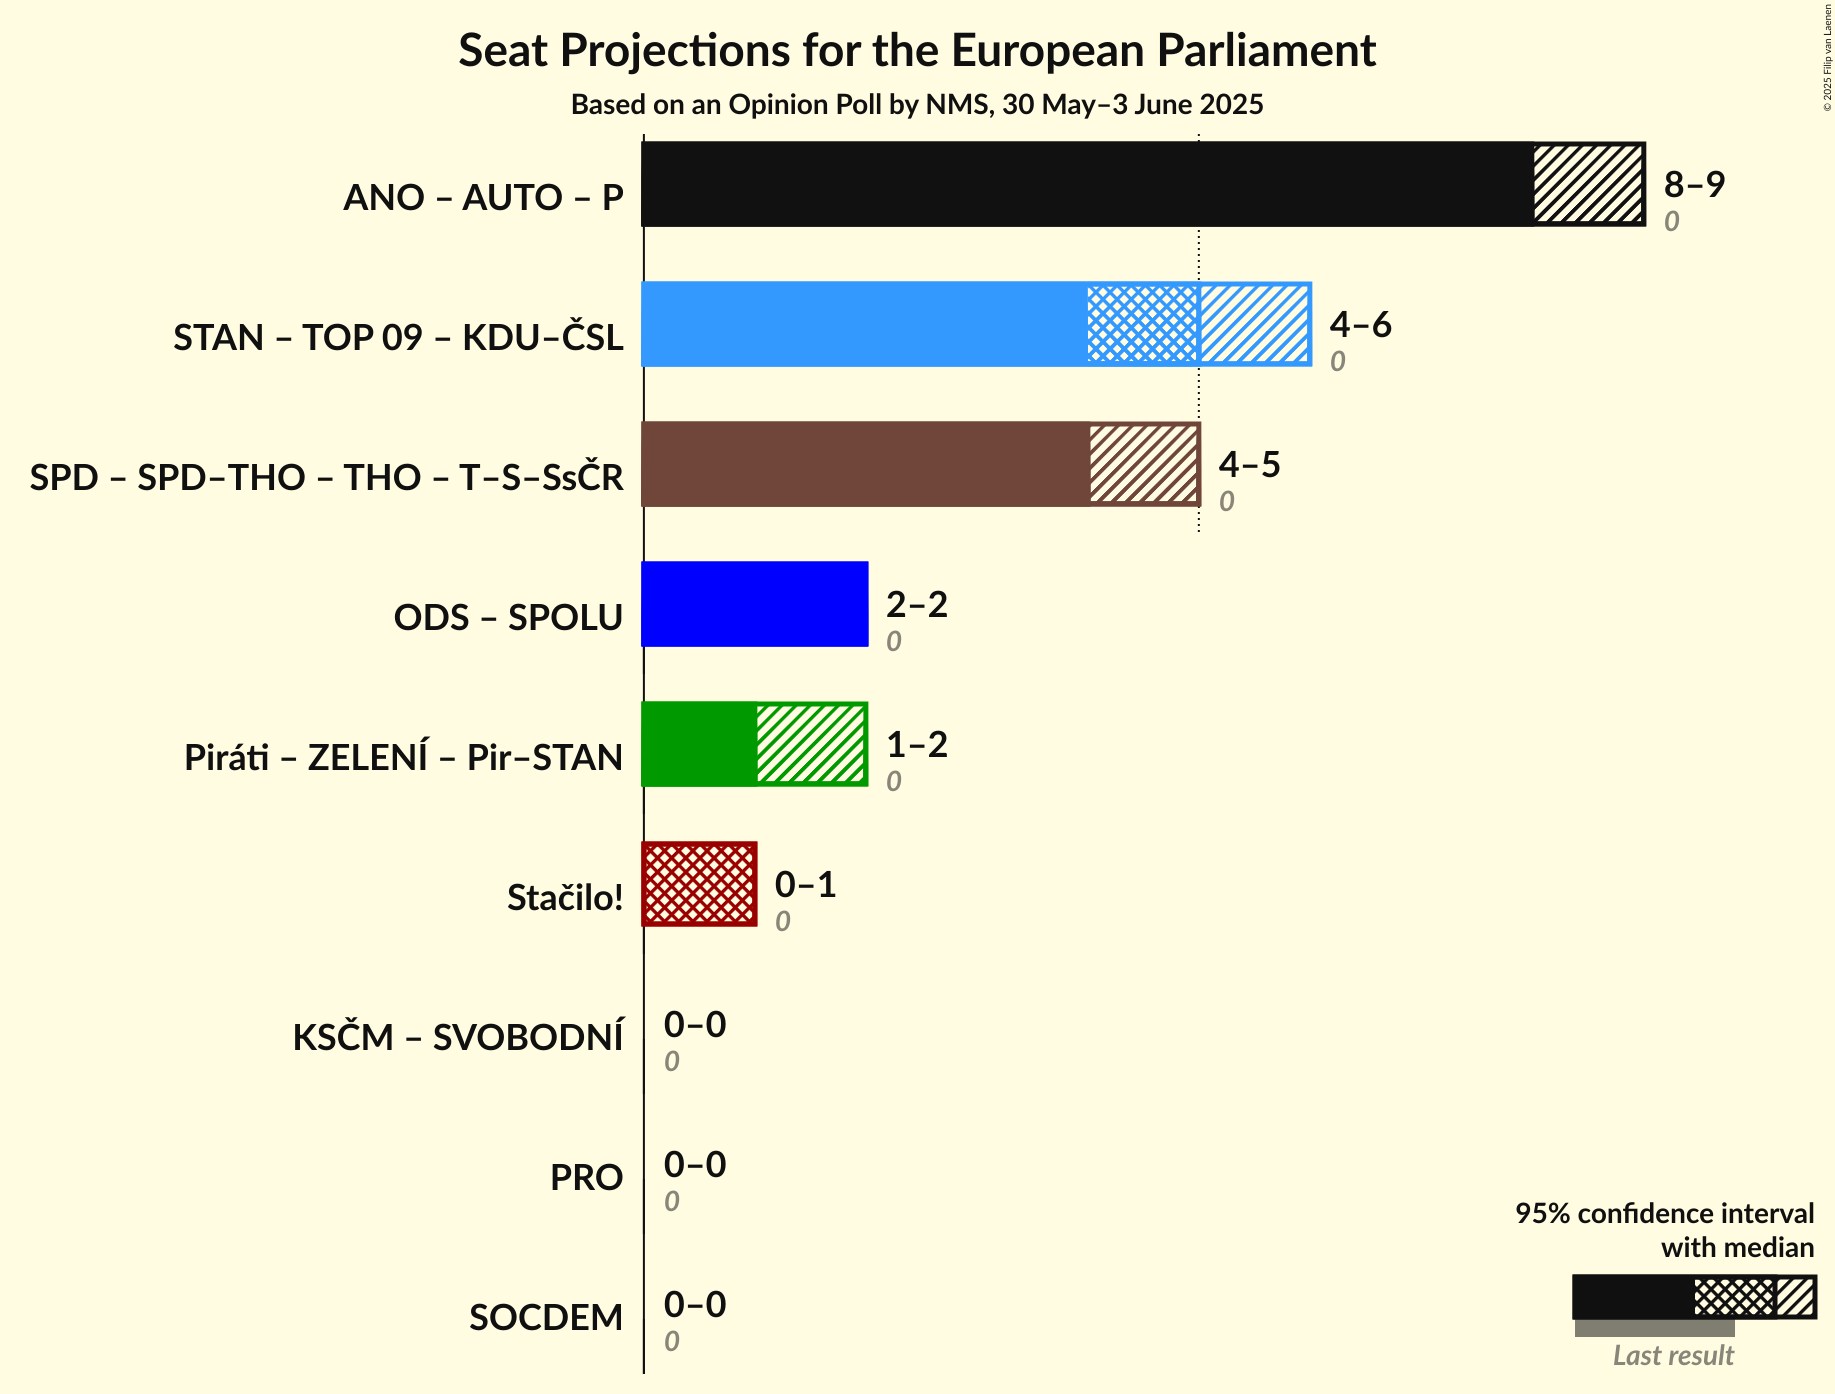 Seat Projections for the European Parliament
Based on an Opinion Poll by NMS, 30 May–3 June 2025
© 2025 Filip van Laenen
ANO – AUTO – P
8–9
0
STAN – TOP 09 – KDU–ČSL
4–6
0
SPD – SPD–THO – THO – T–S–SsČR
4–5
0
ODS – SPOLU
2–2
0
Piráti – ZELENÍ – Pir–STAN
1–2
0
Stačilo!
0–1
0
KSČM – SVOBODNÍ
0–0
0
PRO
0–0
0
SOCDEM
0–0
0
95% confidence interval
with median
Last result